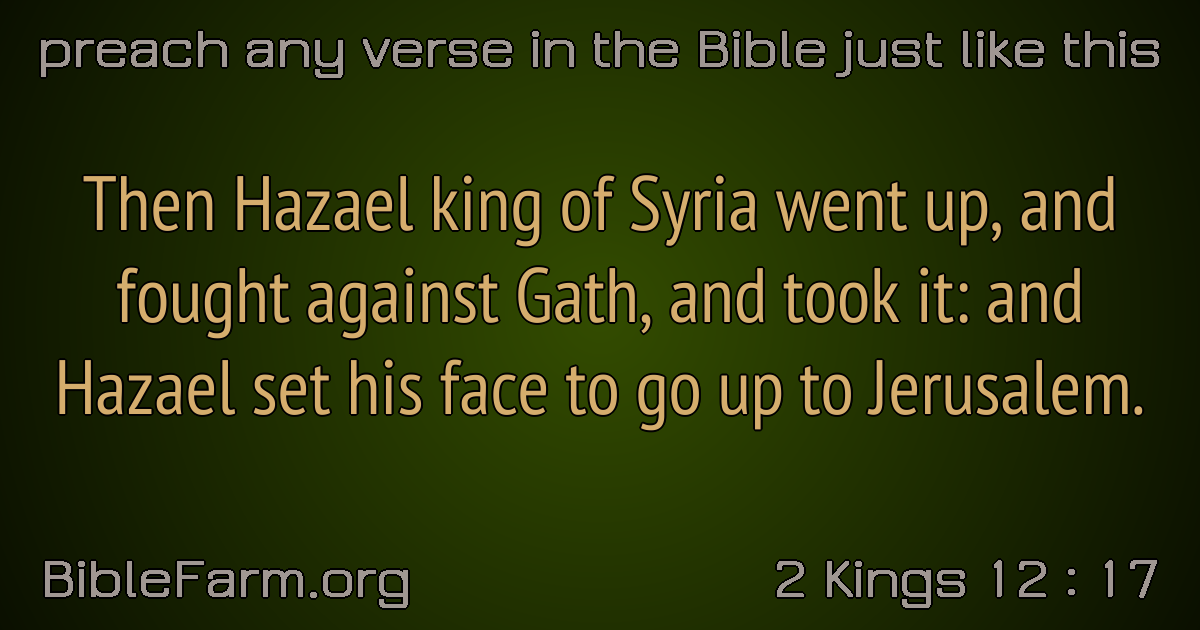 preach any verse in the Bible just like this
Then Hazael king of Syria went up, and
fought against Gath, and took it: and
Hazael set his face to go up to Jerusalem.
BibleFarm.org
2 Kings 12 : 17